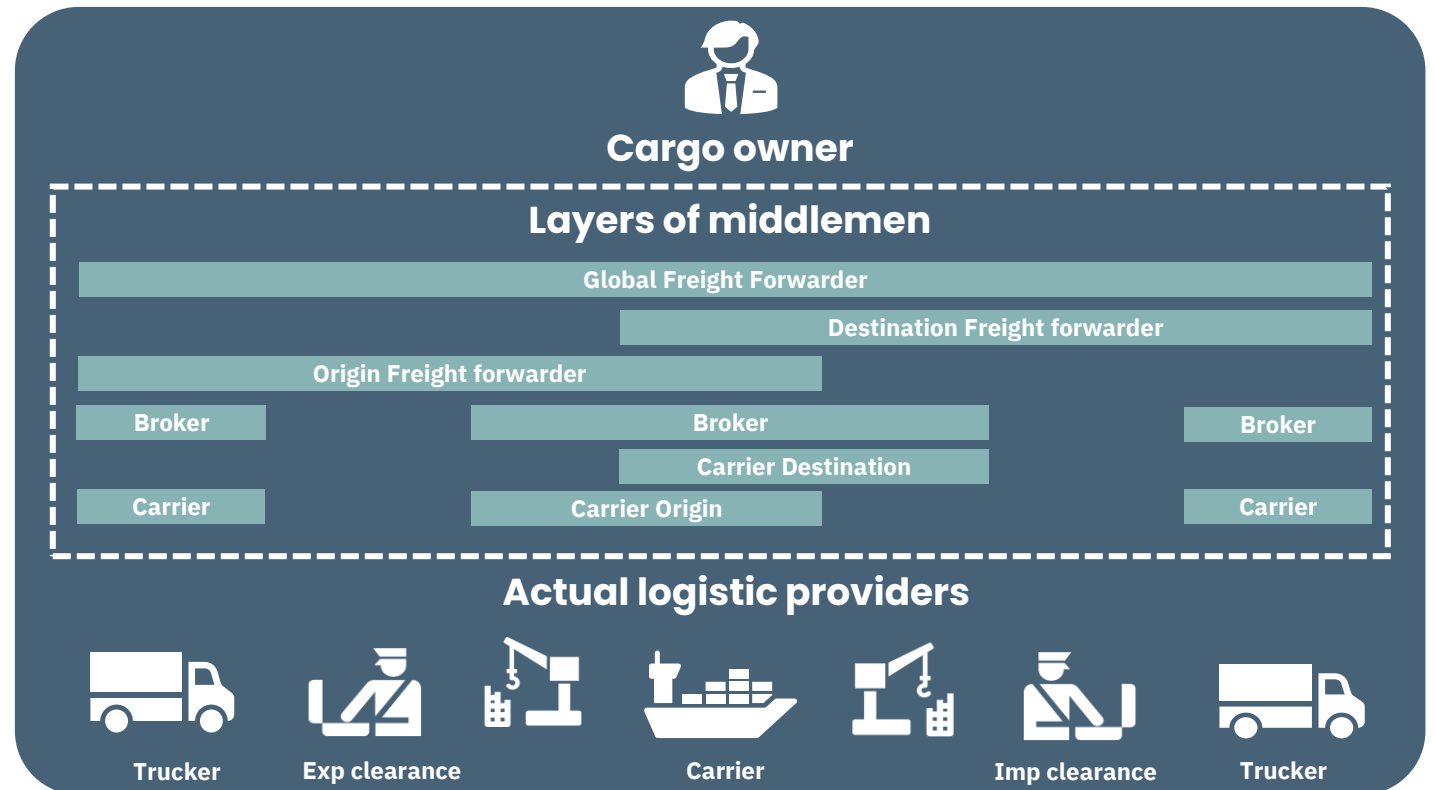 Cargo owner
Layers of middlemen
Global Freight Forwarder
Destination Freight forwarder
Origin Freight forwarder
Broker
Broker
Broker
Carrier Destination
Carrier
Carrier Origin
Carrier
Actual logistic providers
Trucker
Exp clearance
Carrier
Imp clearance
Trucker